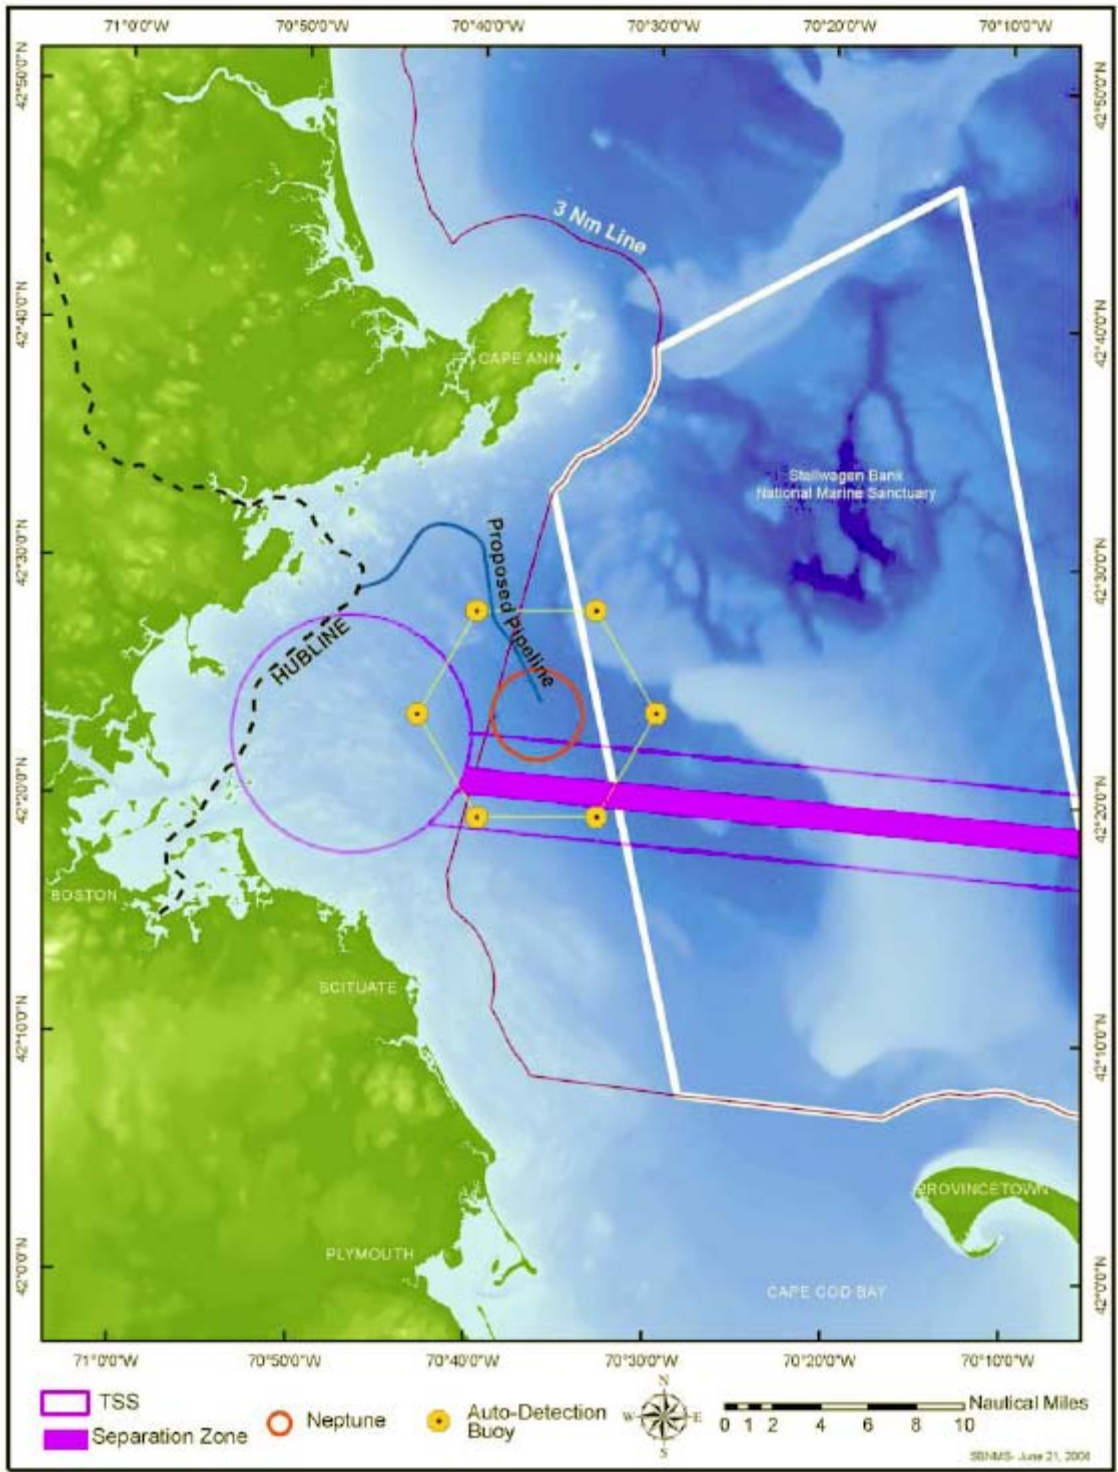 71°0'0"W 70°50'0"W 70°40'0"W 70°30'0"W 70°20'0"W 70°10'0"W
42°50'0"N
42°50'0"N
3 Nm Line
42°40'0"N
42°40'0"N
CAPE ANN
Stellwagen Bank
National Marine Sanctuary
42°30'0"N
Proposed Pipeline
42°30'0"N
HUBLINE
42°20'0"N
42°20'0"N
BOSTON
SCITUATE
42°10'0"N
42°10'0"N
PROVINCETOWN
PLYMOUTH
42°0'0"N
42°0'0"N
CAPE COD BAY
71°0'0"W 70°50'0"W 70°40'0"W 70°30'0"W 70°20'0"W 70°10'0"W
TSS
Separation Zone
Neptune
Auto-Detection
Buoy
N
W E
S
Nautical Miles
0 1 2 4 6 8 10
SBNMS- June 21, 2006